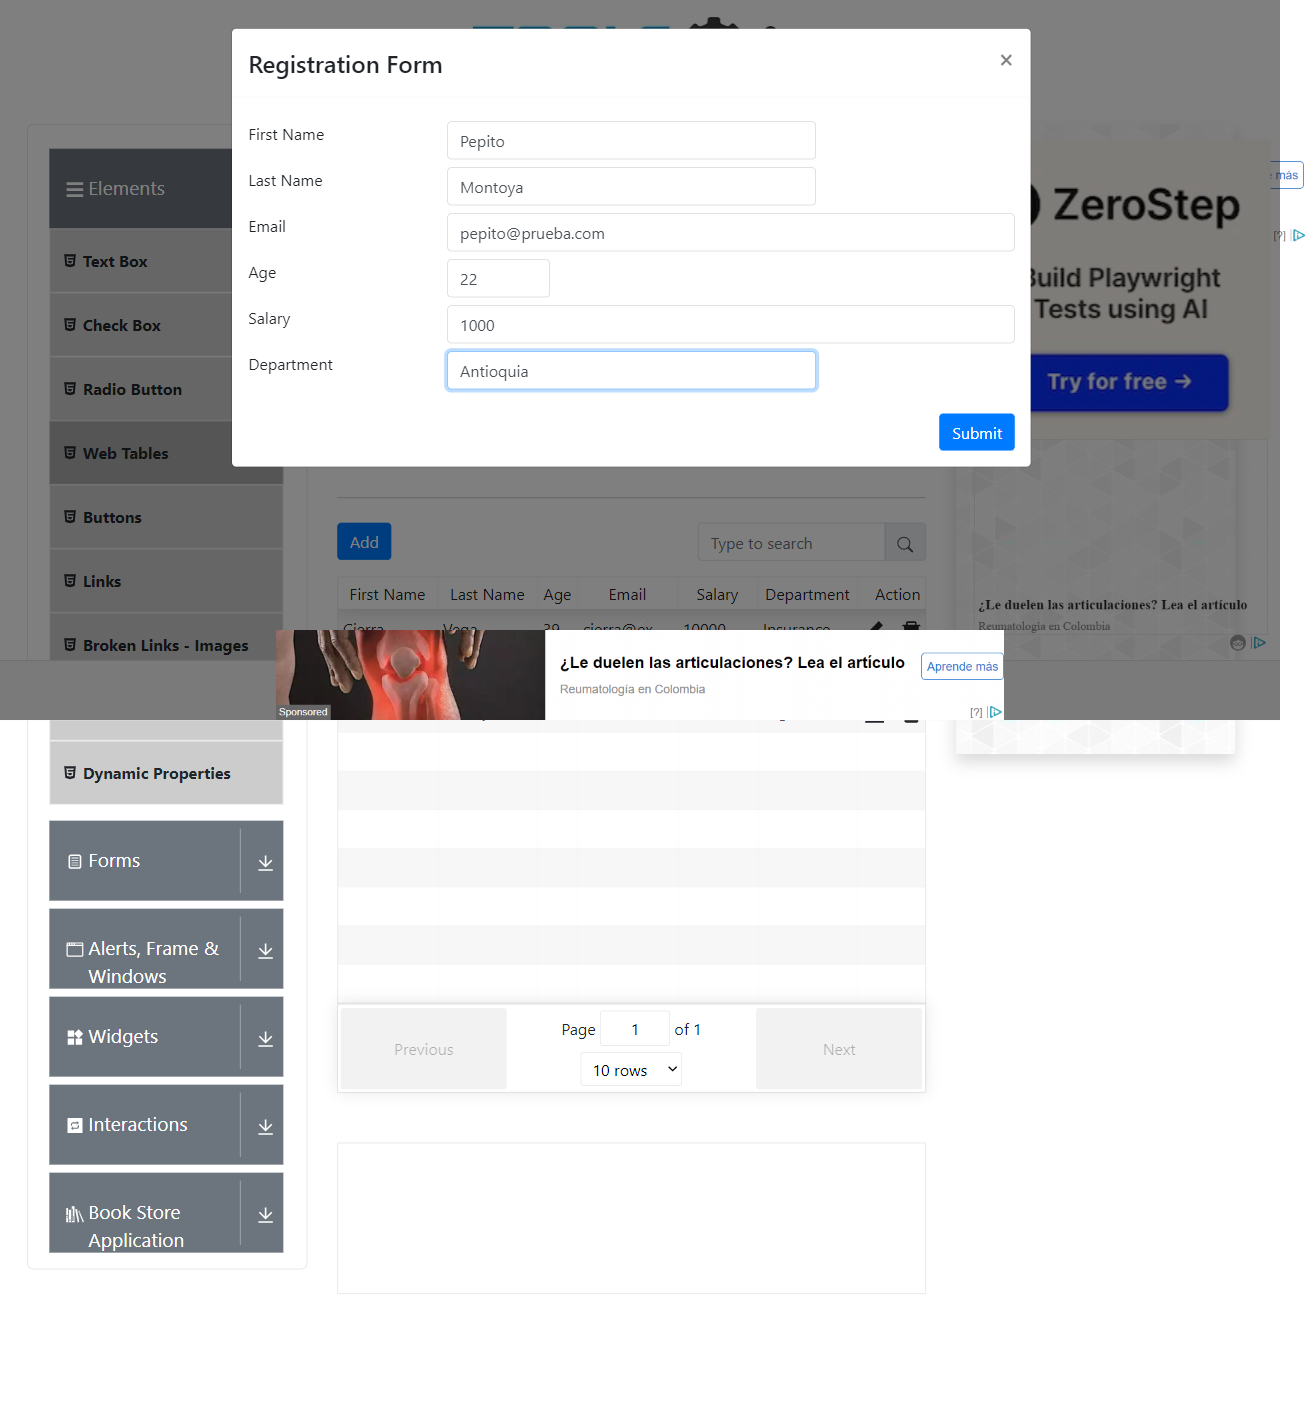 Registration Form
×
First Name
Pepito
Last Name
Montoya
Email
pepito@prueba.com
Age
22
Salary
1000
Department
Antioquia
Submit
Elements
Text Box
Check Box
Radio Button
Web Tables
Buttons
Links
Broken Links - Images
Dynamic Properties
Forms
Alerts, Frame &
Windows
Widgets
Interactions
Book Store
Application
Add
Type to search
First Name Last Name Age Email Salary Department Action
Cierra Vega 39 cierra@ex 10000 Insurance
¿Le duelen las articulaciones? Lea el artículo
Reumatología en Colombia
Aprende más
Sponsored
[?]
Previous
Page 1 of 1
10 rows
Next
ZeroStep
Build Playwright
Tests using AI
Try for free →
más
[?]
¿Le duelen las articulaciones? Lea el artículo
Reumatología en Colombia